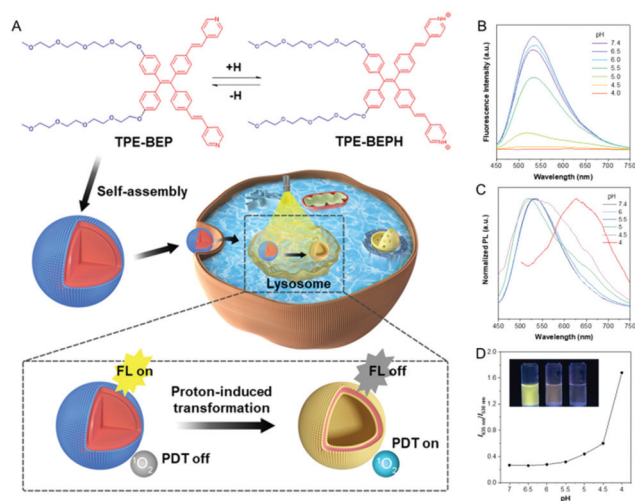 A
+H
-H
TPE-BEP
TPE-BEPH
N
N
NH
NH
⊕
⊕
Self-assembly
Lysosome
FL on
Proton-induced
transformation
FL off
PDT off
¹O₂
PDT on
¹O₂
B
Fluorescence Intensity (a.u.)
pH
7.4
6.5
6.0
5.5
5.0
4.5
4.0
450 500 550 600 650 700 750
Wavelength (nm)
C
Normalized PL (a.u.)
pH
7.4
6
5
4.5
4
450 500 550 600 650 700 750
Wavelength (nm)
D
1.6
1.2
0.8
0.4
0.0
7 6.5 6 5.5 5 4.5 4
pH